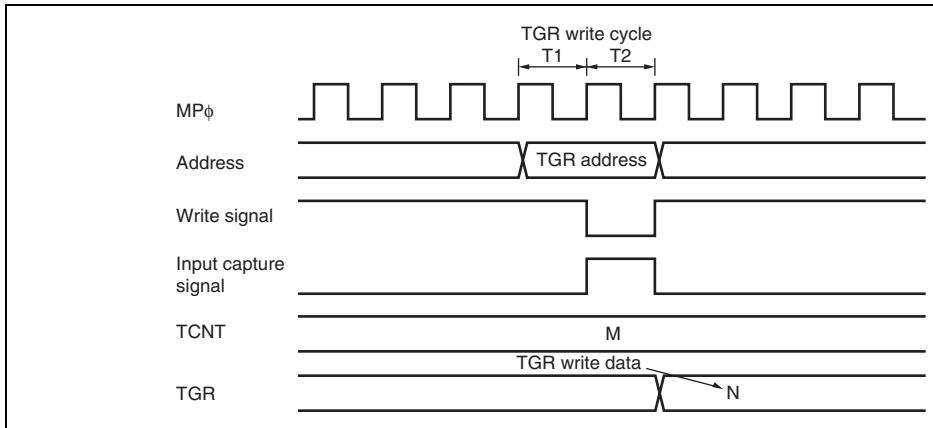 TGR write cycle
T1 T2
MPϕ
Address
TGR address
Write signal
Input capture
signal
TCNT
M
TGR write data
TGR
N